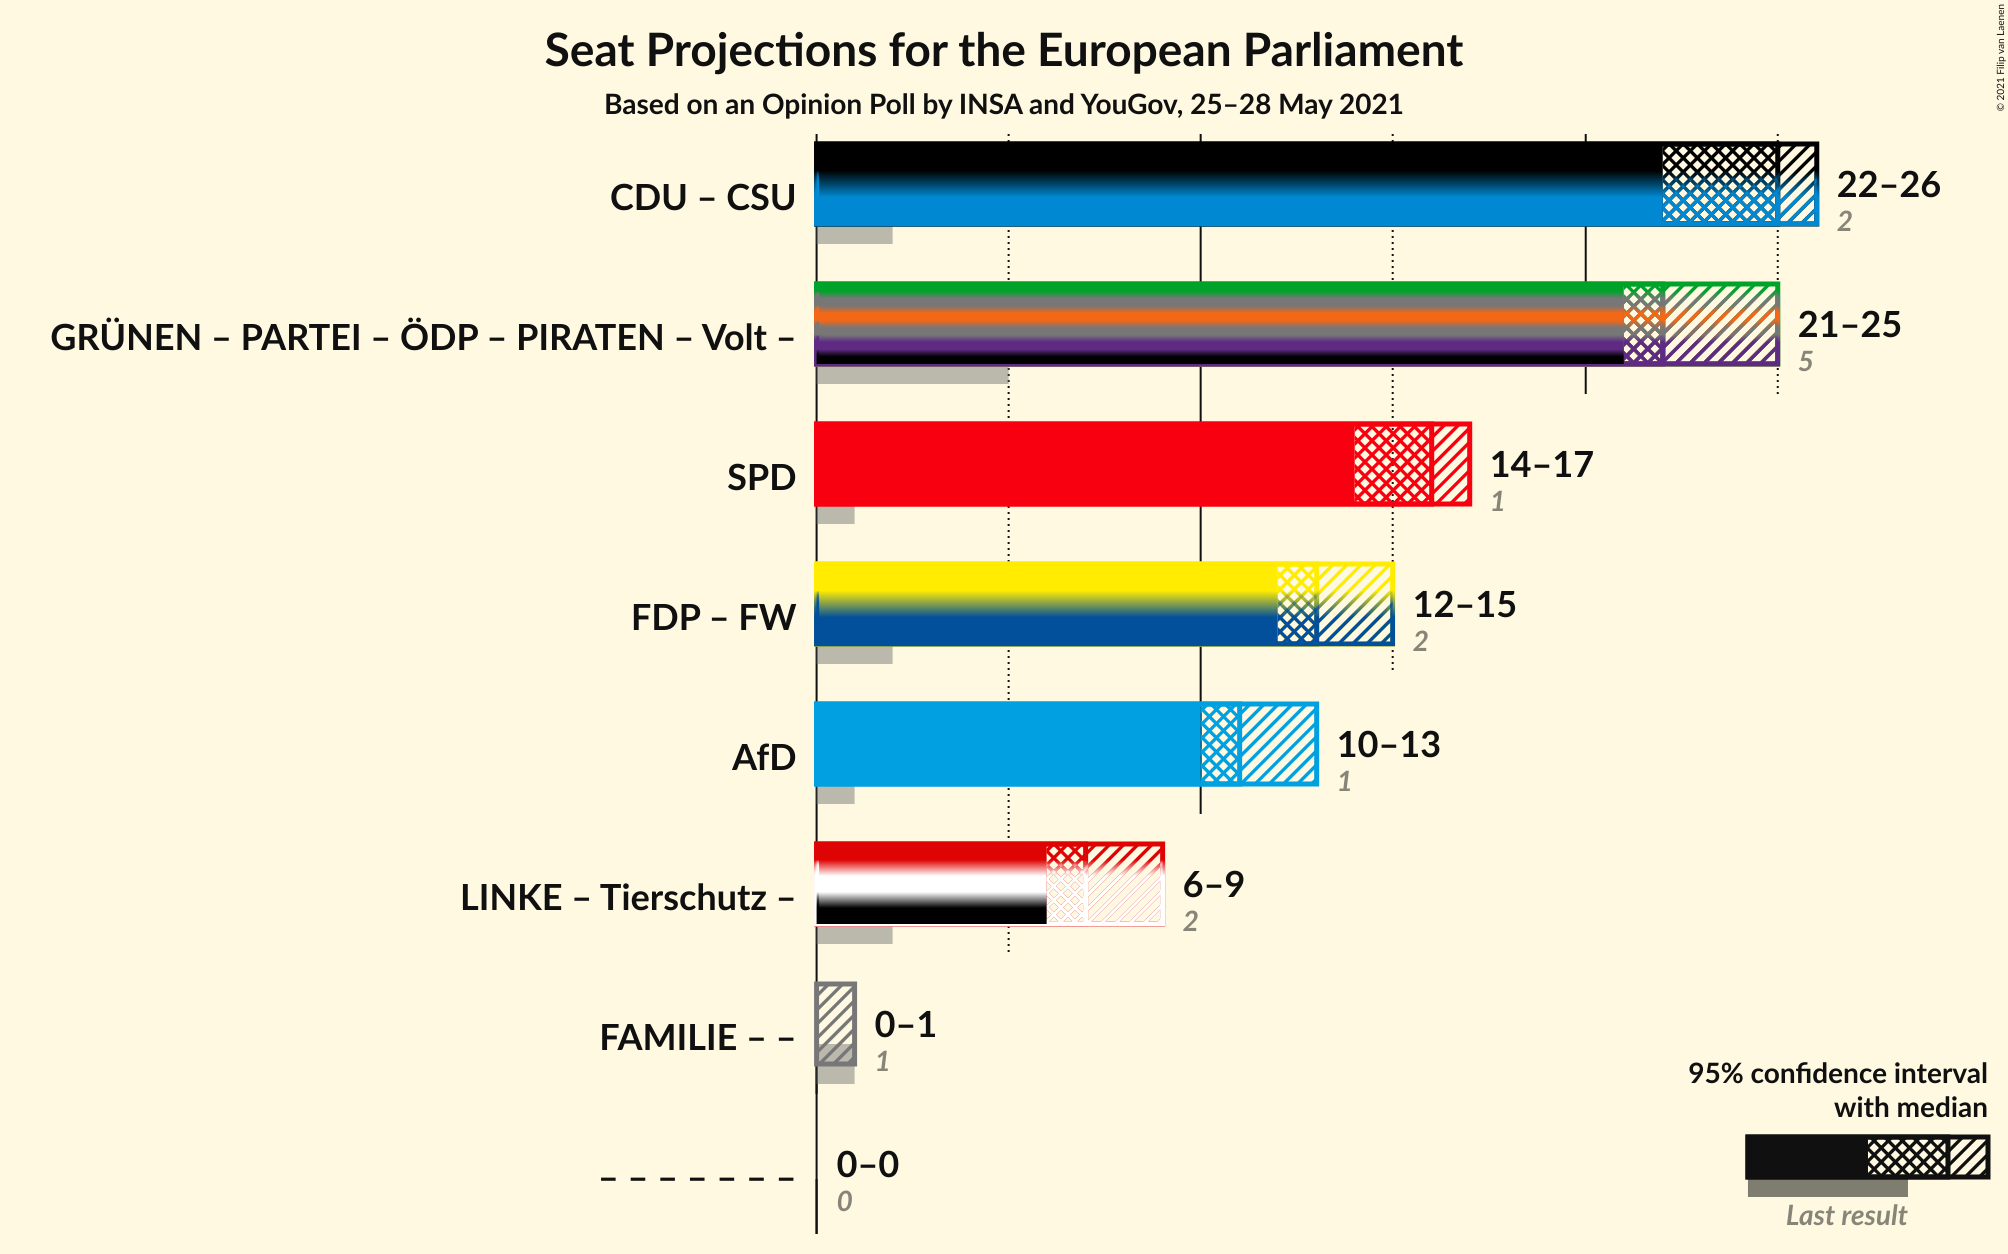 Seat Projections for the European Parliament
Based on an Opinion Poll by INSA and YouGov, 25–28 May 2021
© 2021 Filip van Laenen
CDU – CSU
22–26
2
GRÜNEN – PARTEI – ÖDP – PIRATEN – Volt –
21–25
5
SPD
14–17
1
FDP – FW
12–15
2
AfD
10–13
1
LINKE – Tierschutz –
6–9
2
FAMILIE – –
0–1
1
– – – – – – –
0–0
0
95% confidence interval
with median
Last result